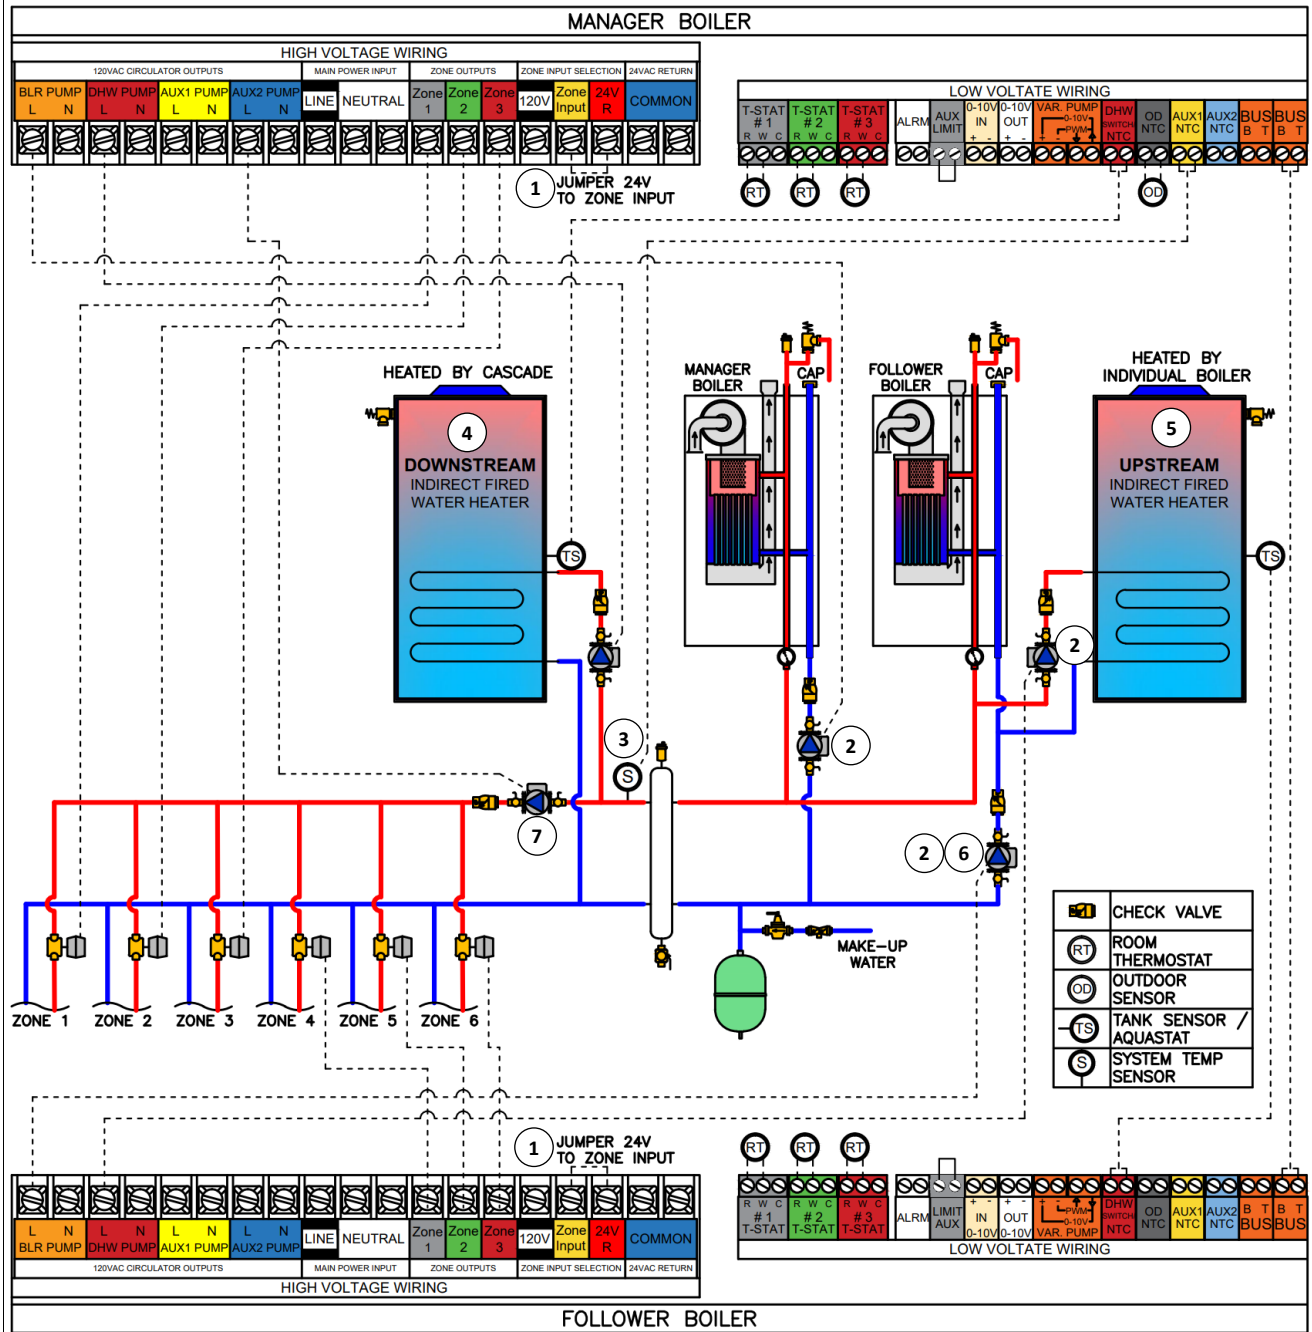 MANAGER BOILER
HIGH VOLTAGE WIRING
120VAC CIRCULATOR OUTPUTS MAIN POWER INPUT ZONE OUTPUTS ZONE INPUT SELECTION 24VAC RETURN
BLR PUMP DHW PUMP AUX1 PUMP AUX2 PUMP LINE NEUTRAL Zone 1 Zone 2 Zone 3 120V Zone Input 24V R COMMON
L N L N L N L N
LOW VOLTATE WIRING
T-STAT # 1 T-STAT # 2 T-STAT # 3 ALRM AUX LIMIT 0-10V IN 0-10V OUT VAR. PUMP 0-10V PWM DHW SWITCH/ NTC OD NTC AUX1 NTC AUX2 NTC BUS BUS
R W C R W C R W C + - + - + - B T B T
1 JUMPER 24V
TO ZONE INPUT
RT RT RT OD
HEATED BY CASCADE
MANAGER
BOILER
CAP
FOLLOWER
BOILER
CAP
HEATED BY
INDIVIDUAL BOILER
4
DOWNSTREAM
INDIRECT FIRED
WATER HEATER
5
UPSTREAM
INDIRECT FIRED
WATER HEATER
TS
TS
2
3
2
S
7
2 6
MAKE-UP
WATER
CHECK VALVE
RT ROOM
THERMOSTAT
OD OUTDOOR
SENSOR
TS TANK SENSOR /
AQUASTAT
S SYSTEM TEMP
SENSOR
ZONE 1 ZONE 2 ZONE 3 ZONE 4 ZONE 5 ZONE 6
1 JUMPER 24V
TO ZONE INPUT
RT RT RT
L N L N L N L N
BLR PUMP DHW PUMP AUX1 PUMP AUX2 PUMP LINE NEUTRAL Zone 1 Zone 2 Zone 3 120V Zone Input 24V R COMMON
120VAC CIRCULATOR OUTPUTS MAIN POWER INPUT ZONE OUTPUTS ZONE INPUT SELECTION 24VAC RETURN
HIGH VOLTAGE WIRING
R W C R W C R W C + - + - + - B T B T
# 1 T-STAT # 2 T-STAT # 3 T-STAT ALRM LIMIT AUX IN 0-10V OUT 0-10V PWM 0-10V VAR. PUMP DHW SWITCH/ NTC OD NTC AUX1 NTC AUX2 NTC BUS BUS
LOW VOLTATE WIRING
FOLLOWER BOILER